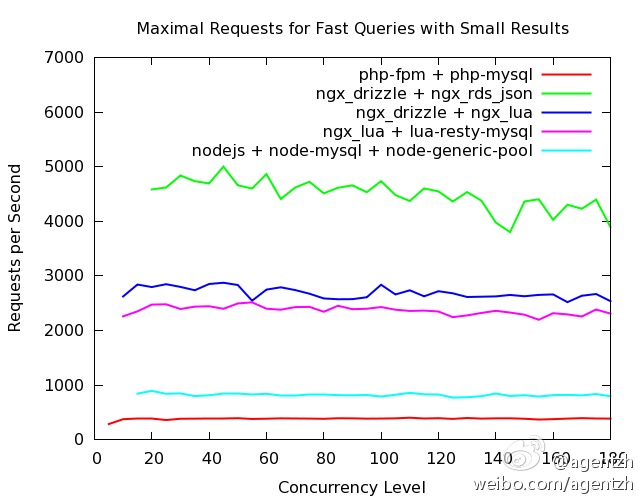 Maximal Requests for Fast Queries with Small Results
7000
6000
5000
4000
3000
2000
1000
0
Requests per Second
php-fpm + php-mysql
ngx_drizzle + ngx_rds_json
ngx_drizzle + ngx_lua
ngx_lua + lua-resty-mysql
nodejs + node-mysql + node-generic-pool
0 20 40 60 80 100 120 140 160 180
Concurrency Level
@agentzh
weibo.com/agentzh